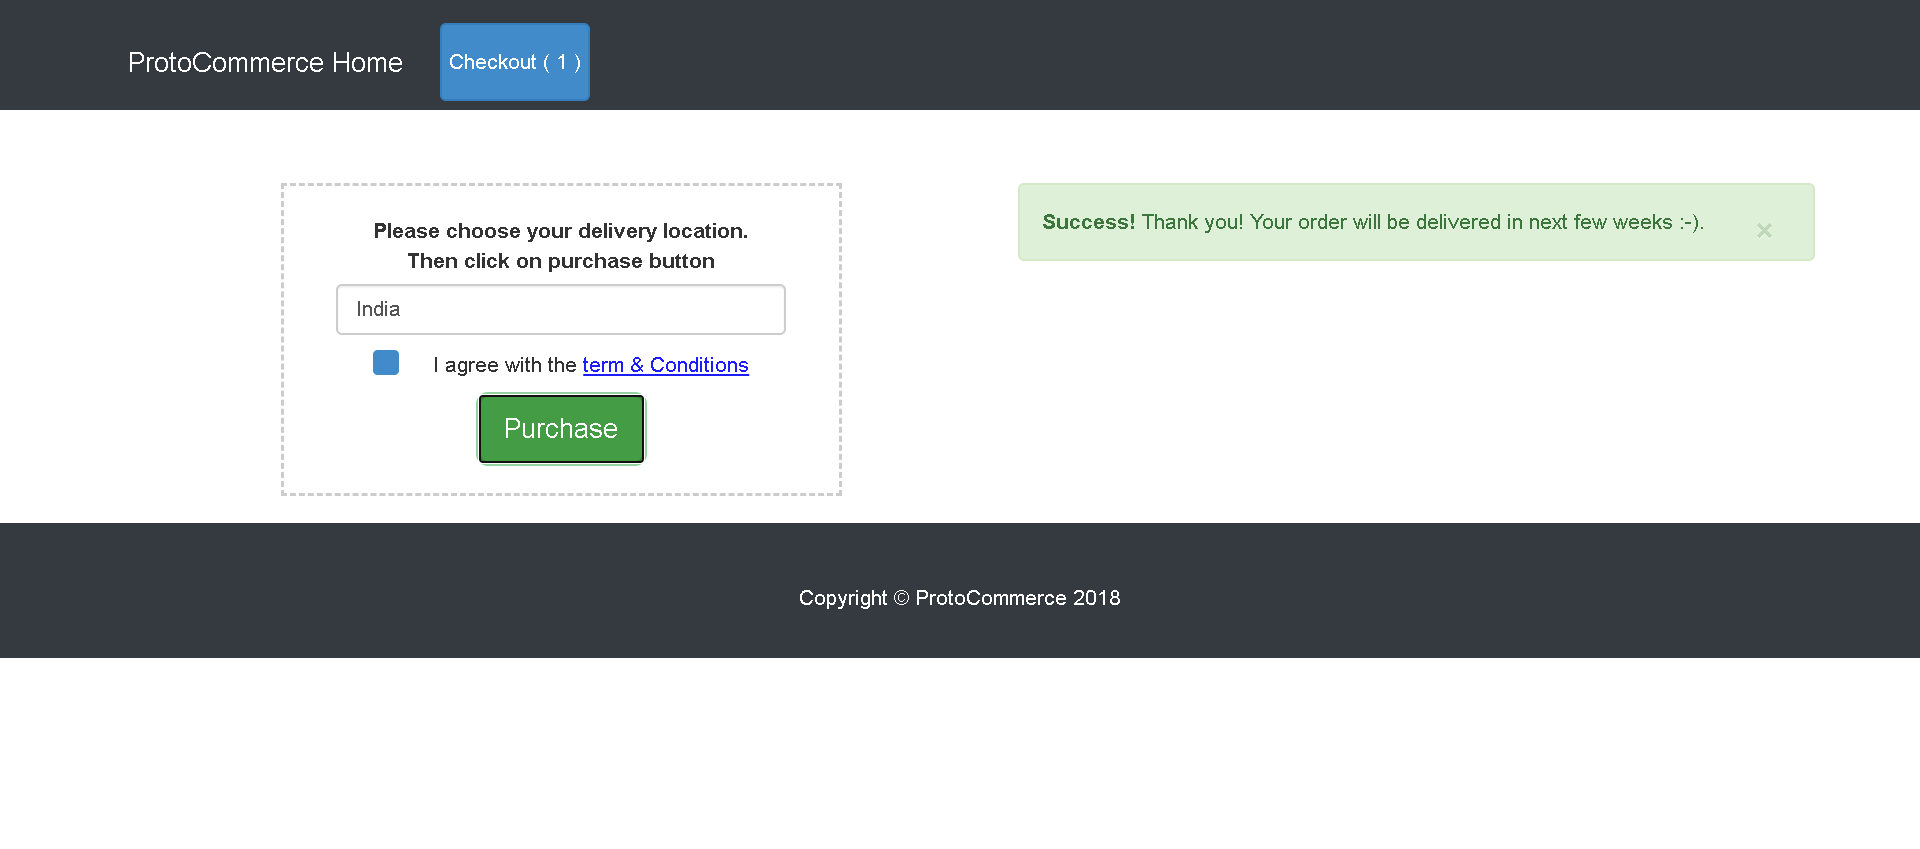 ProtoCommerce Home
Checkout ( 1 )
Please choose your delivery location.
Then click on purchase button
India
I agree with the term & Conditions
Purchase
Success! Thank you! Your order will be delivered in next few weeks :-).
×
Copyright © ProtoCommerce 2018